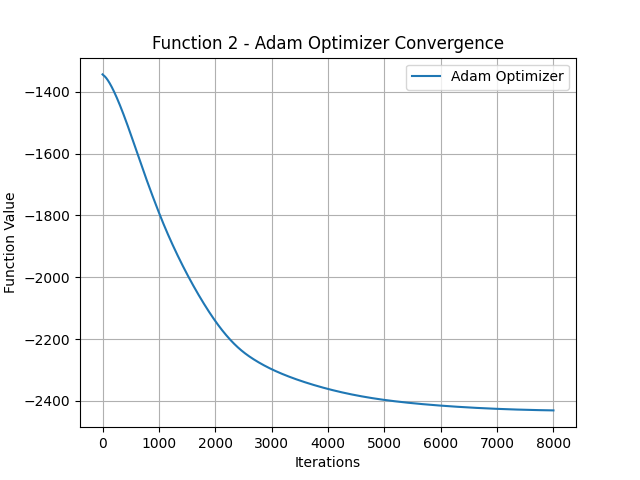 Function 2 - Adam Optimizer Convergence
Adam Optimizer
−1400
−1600
−1800
−2000
−2200
−2400
Function Value
0 1000 2000 3000 4000 5000 6000 7000 8000
Iterations